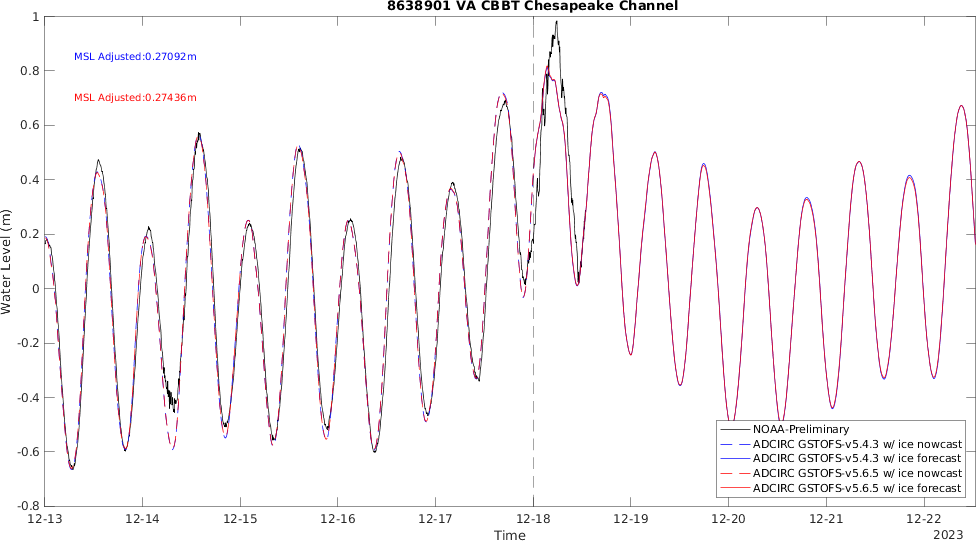 8638901 VA CBBT Chesapeake Channel
1
0.8
0.6
0.4
0.2
0
-0.2
-0.4
-0.6
-0.8
Water Level (m)
MSL Adjusted:0.27092m
MSL Adjusted:0.27436m
NOAA-Preliminary
ADCIRC GSTOFS-v5.4.3 w/ ice nowcast
ADCIRC GSTOFS-v5.4.3 w/ ice forecast
ADCIRC GSTOFS-v5.6.5 w/ ice nowcast
ADCIRC GSTOFS-v5.6.5 w/ ice forecast
12-13 12-14 12-15 12-16 12-17 12-18 12-19 12-20 12-21 12-22
Time
2023